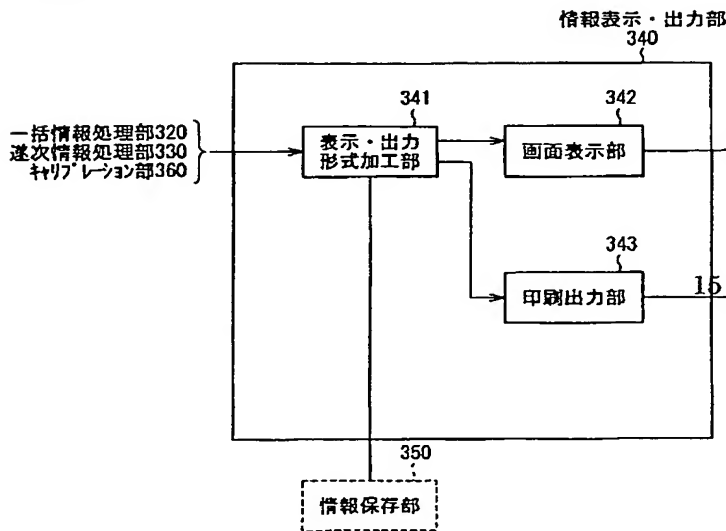 情報表示・出力部
340
一括情報処理部320
逐次情報処理部330
キャリブレーション部360
341
表示・出力
形式加工部
342
画面表示部
343
印刷出力部
15
350
情報保存部